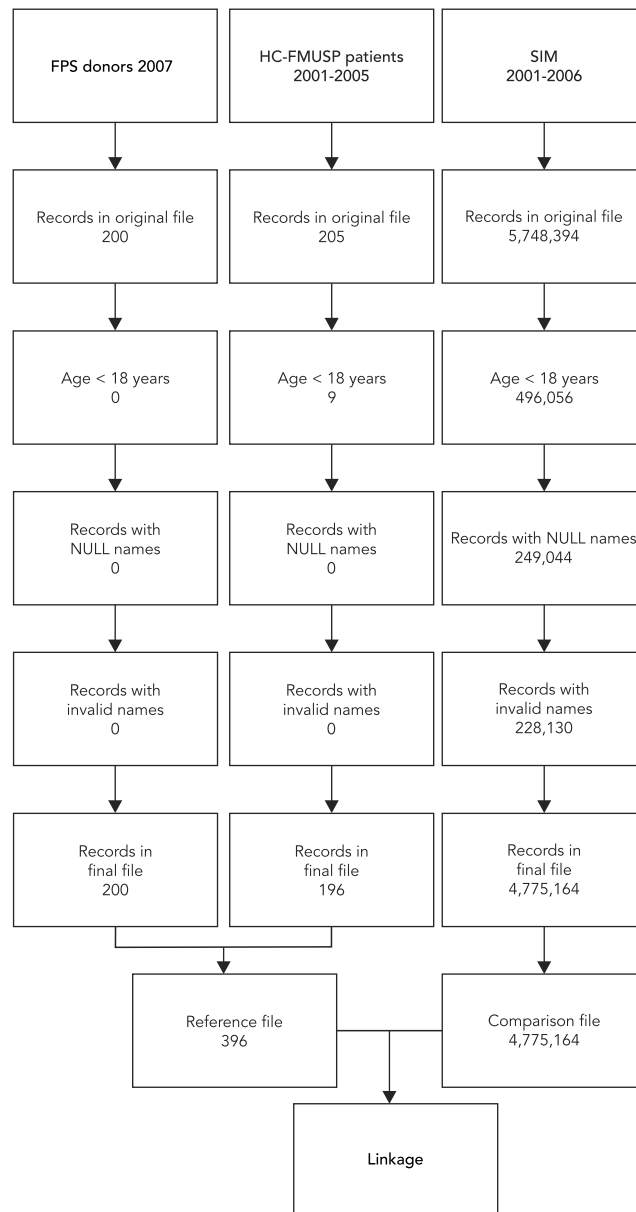 FPS donors 2007
HC-FMUSP patients
2001-2005
SIM
2001-2006
Records in original file
200
Records in original file
205
Records in original file
5,748,394
Age < 18 years
0
Age < 18 years
9
Age < 18 years
496,056
Records with
NULL names
0
Records with
NULL names
0
Records with NULL names
249,044
Records with
invalid names
0
Records with
invalid names
0
Records with
invalid names
228,130
Records in
final file
200
Records in
final file
196
Records in
final file
4,775,164
Reference file
396
Comparison file
4,775,164
Linkage